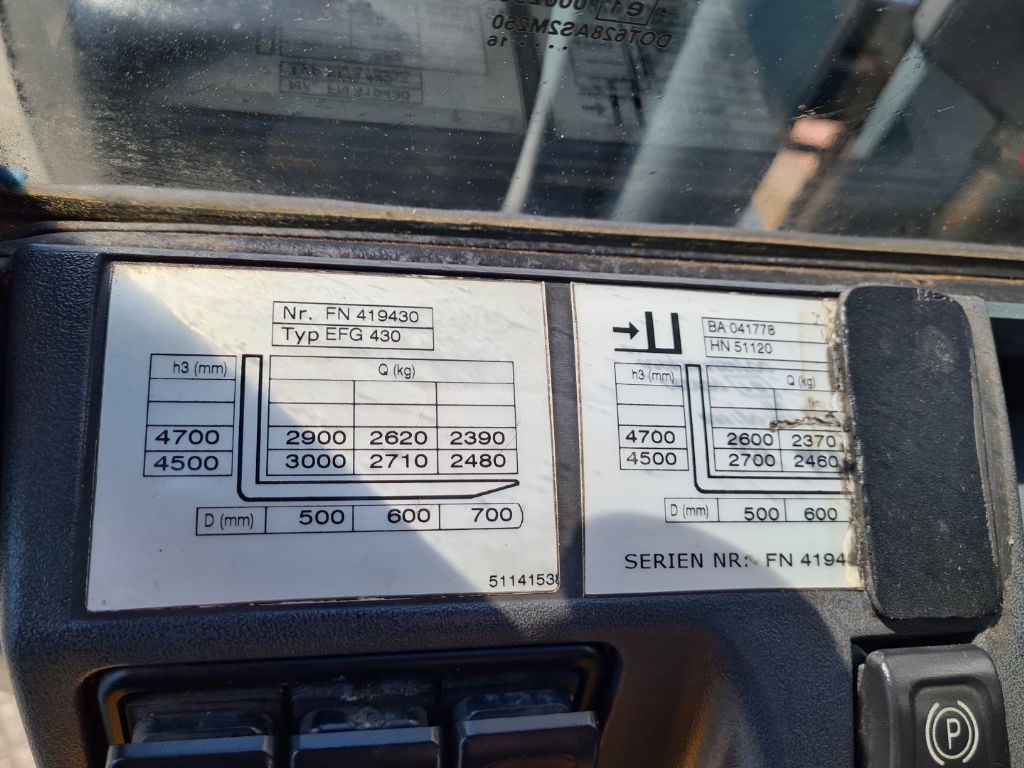 Nr. FN 419430
Typ EFG 430
h3 (mm) Q (kg)
4700 2900 2620 2390
4500 3000 2710 2480
D (mm) 500 600 700
5114153
BA 041778
HN 51120
h3 (mm) Q (kg)
4700 2600 2370
4500 2700 2460
D (mm) 500 600
SERIEN NR: FN 4194
P
DOT628AS2M250
16